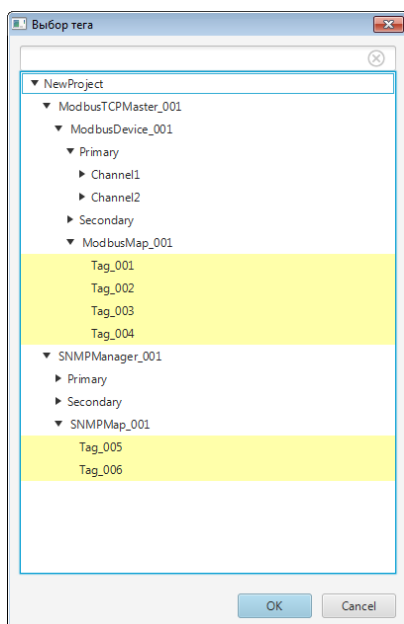 Выбор тега
NewProject
ModbusTCPMaster_001
ModbusDevice_001
Primary
Channel1
Channel2
Secondary
ModbusMap_001
Tag_001
Tag_002
Tag_003
Tag_004
SNMPManager_001
Primary
Secondary
SNMPMap_001
Tag_005
Tag_006
OK
Cancel